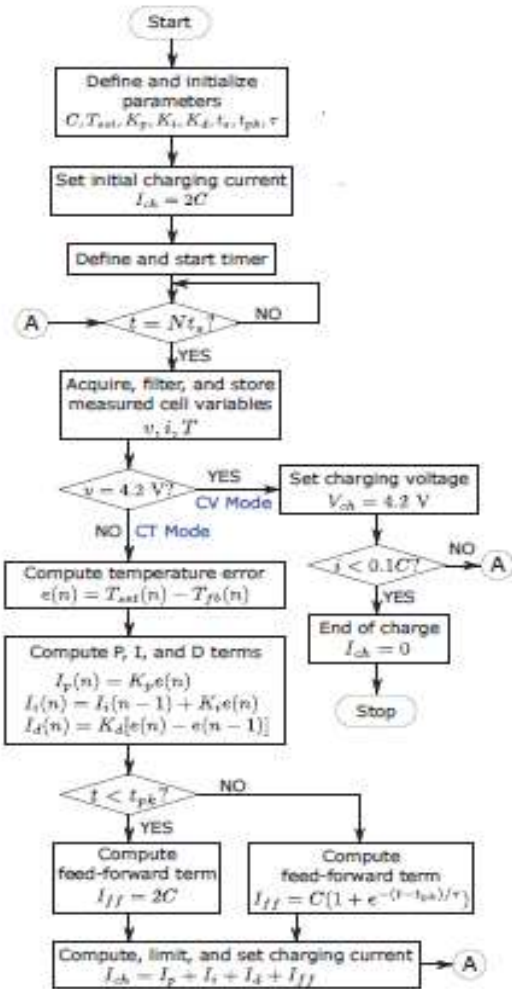 Start
Define and initialize
parameters
C, T_set, K_p, K_i, K_d, t_s, t_pk, τ
Set initial charging current
I_ch = 2C
Define and start timer
A
t = Nt_s?
NO
YES
Acquire, filter, and store
measured cell variables
v, i, T
v = 4.2 V?
YES
CV Mode
Set charging voltage
V_ch = 4.2 V
NO
CT Mode
i < 0.1C?
NO
A
YES
End of charge
I_ch = 0
Stop
Compute temperature error
e(n) = T_set(n) − T_fb(n)
Compute P, I, and D terms
I_p(n) = K_p e(n)
I_i(n) = I_i(n − 1) + K_i e(n)
I_d(n) = K_d[e(n) − e(n − 1)]
t < t_pk?
NO
YES
Compute
feed-forward term
I_ff = 2C
Compute
feed-forward term
I_ff = C(1 + e^{−(t−t_pk)/τ})
Compute, limit, and set charging current
I_ch = I_p + I_i + I_d + I_ff
A